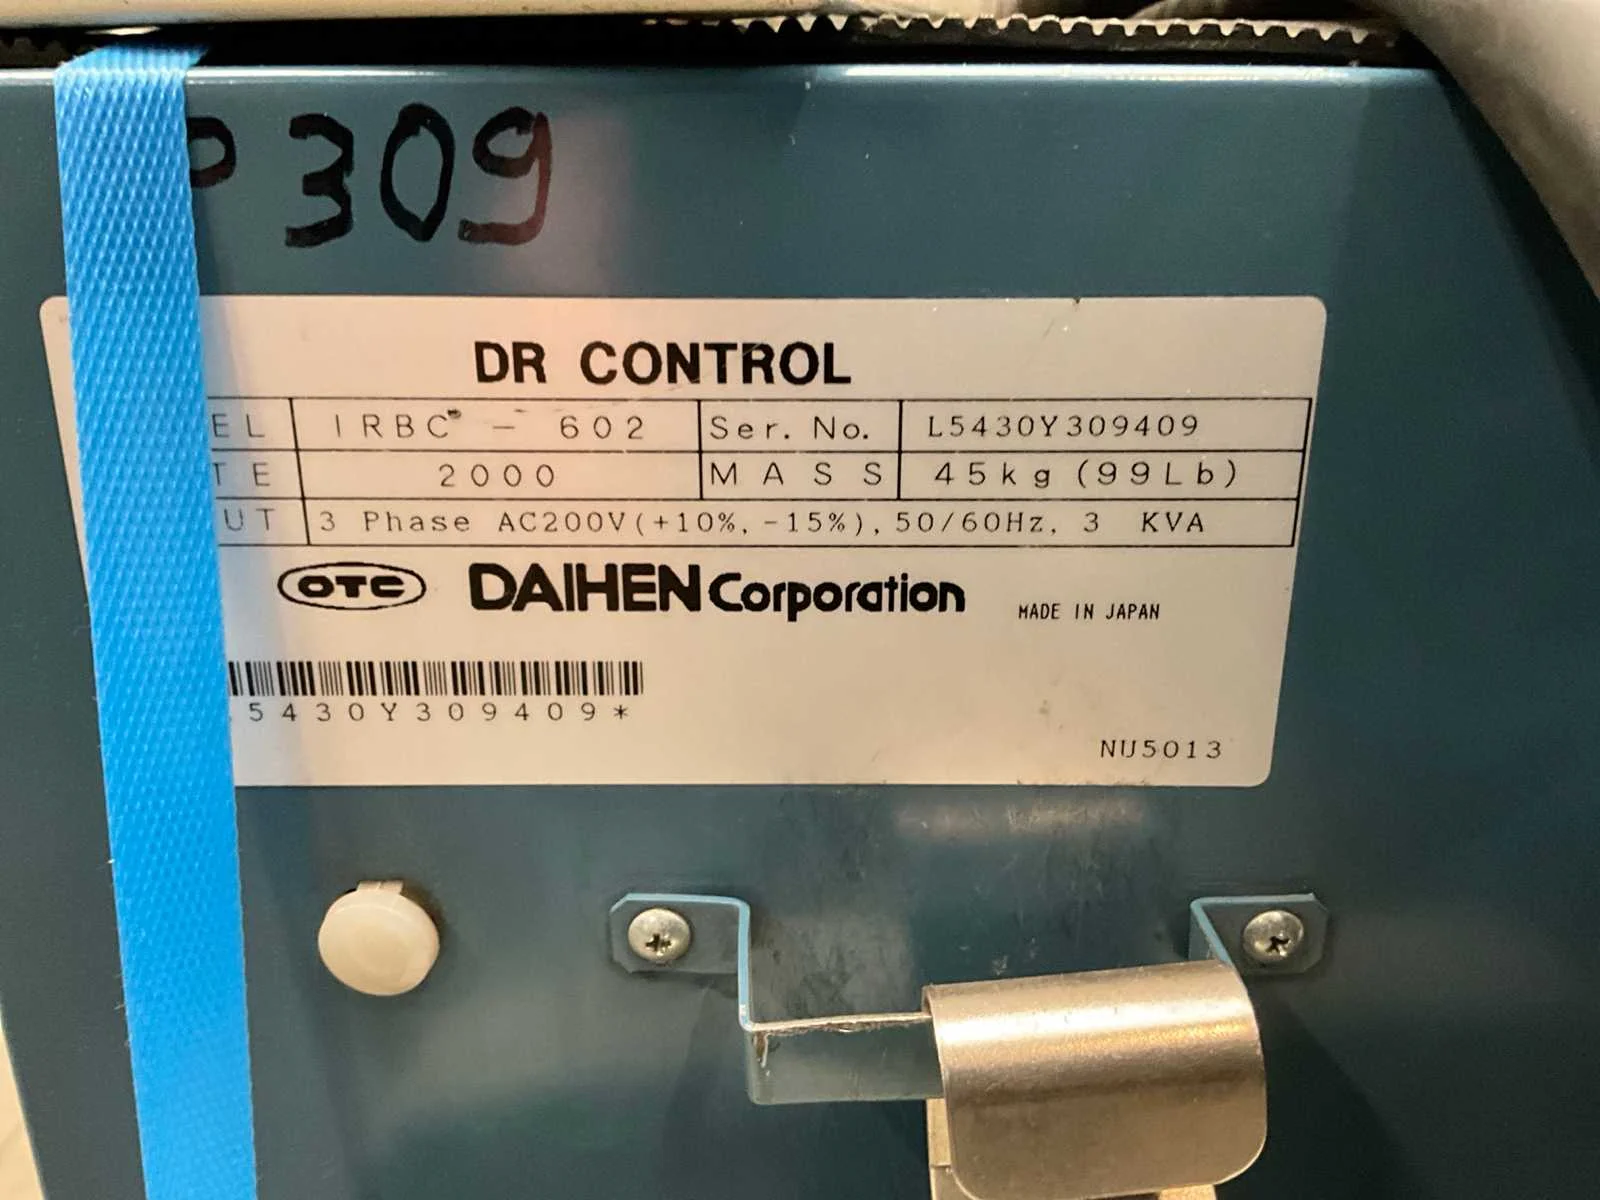 P 309
DR CONTROL
EL IRBC - 602 Ser. No. L5430Y309409
TE 2000 MASS 45kg (99Lb)
UT 3 Phase AC200V(+10%, -15%), 50/60Hz, 3 KVA
OTC DAIHEN Corporation MADE IN JAPAN
5430Y309409*
NU5013